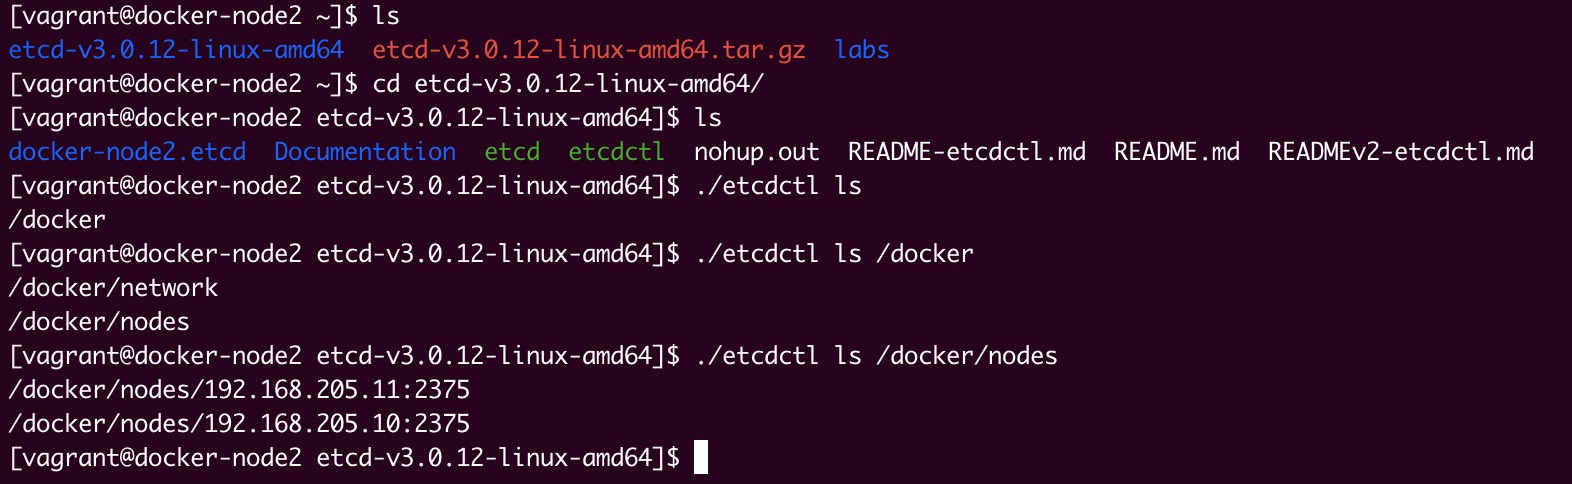 [vagrant@docker-node2 ~]$ ls
etcd-v3.0.12-linux-amd64  etcd-v3.0.12-linux-amd64.tar.gz  labs
[vagrant@docker-node2 ~]$ cd etcd-v3.0.12-linux-amd64/
[vagrant@docker-node2 etcd-v3.0.12-linux-amd64]$ ls
docker-node2.etcd  Documentation  etcd  etcdctl  nohup.out  README-etcdctl.md  README.md  READMEv2-etcdctl.md
[vagrant@docker-node2 etcd-v3.0.12-linux-amd64]$ ./etcdctl ls
/docker
[vagrant@docker-node2 etcd-v3.0.12-linux-amd64]$ ./etcdctl ls /docker
/docker/network
/docker/nodes
[vagrant@docker-node2 etcd-v3.0.12-linux-amd64]$ ./etcdctl ls /docker/nodes
/docker/nodes/192.168.205.11:2375
/docker/nodes/192.168.205.10:2375
[vagrant@docker-node2 etcd-v3.0.12-linux-amd64]$